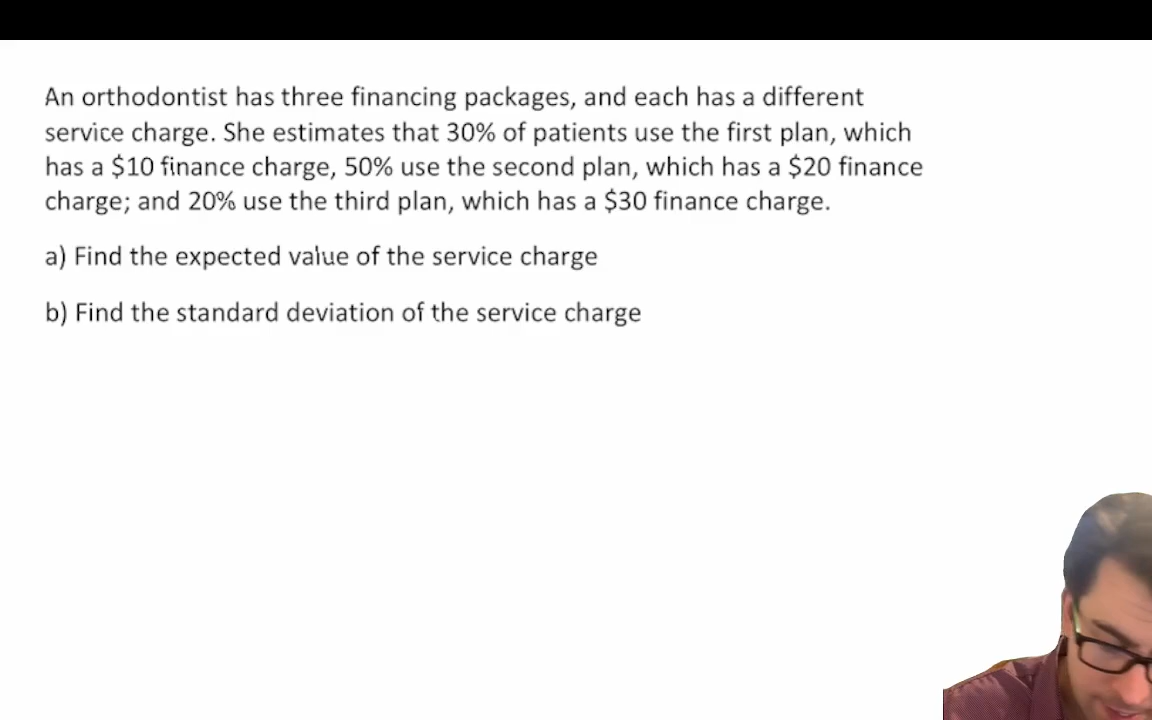 An orthodontist has three financing packages, and each has a different
service charge. She estimates that 30% of patients use the first plan, which
has a $10 finance charge, 50% use the second plan, which has a $20 finance
charge; and 20% use the third plan, which has a $30 finance charge.
a) Find the expected value of the service charge
b) Find the standard deviation of the service charge